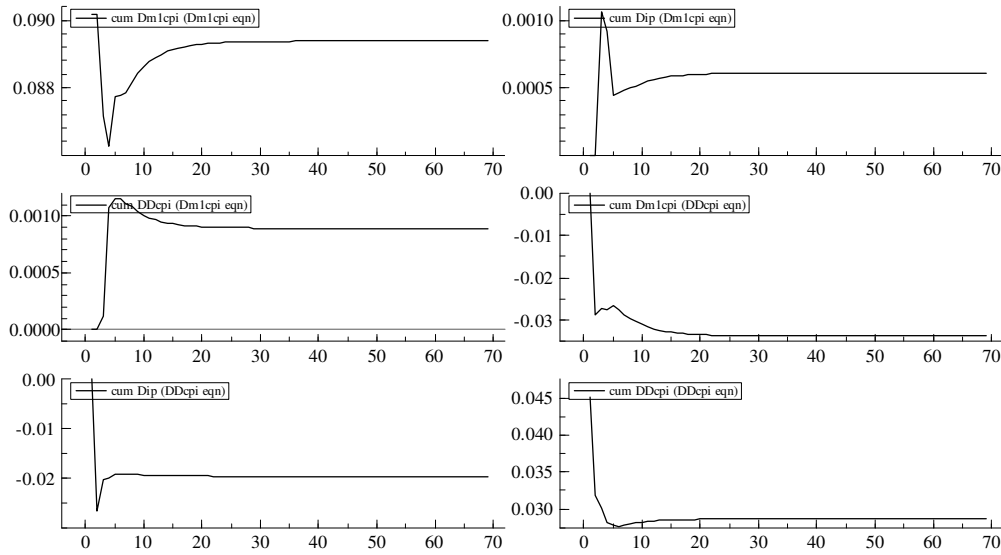 cum Dm1cpi (Dm1cpi eqn)
0.090
0.088
0 10 20 30 40 50 60 70
cum Dip (Dm1cpi eqn)
0.0010
0.0005
0 10 20 30 40 50 60 70
cum DDcpi (Dm1cpi eqn)
0.0010
0.0005
0.0000
0 10 20 30 40 50 60 70
cum Dm1cpi (DDcpi eqn)
0.00
-0.01
-0.02
-0.03
0 10 20 30 40 50 60 70
cum Dip (DDcpi eqn)
0.00
-0.01
-0.02
0 10 20 30 40 50 60 70
cum DDcpi (DDcpi eqn)
0.045
0.040
0.035
0.030
0 10 20 30 40 50 60 70